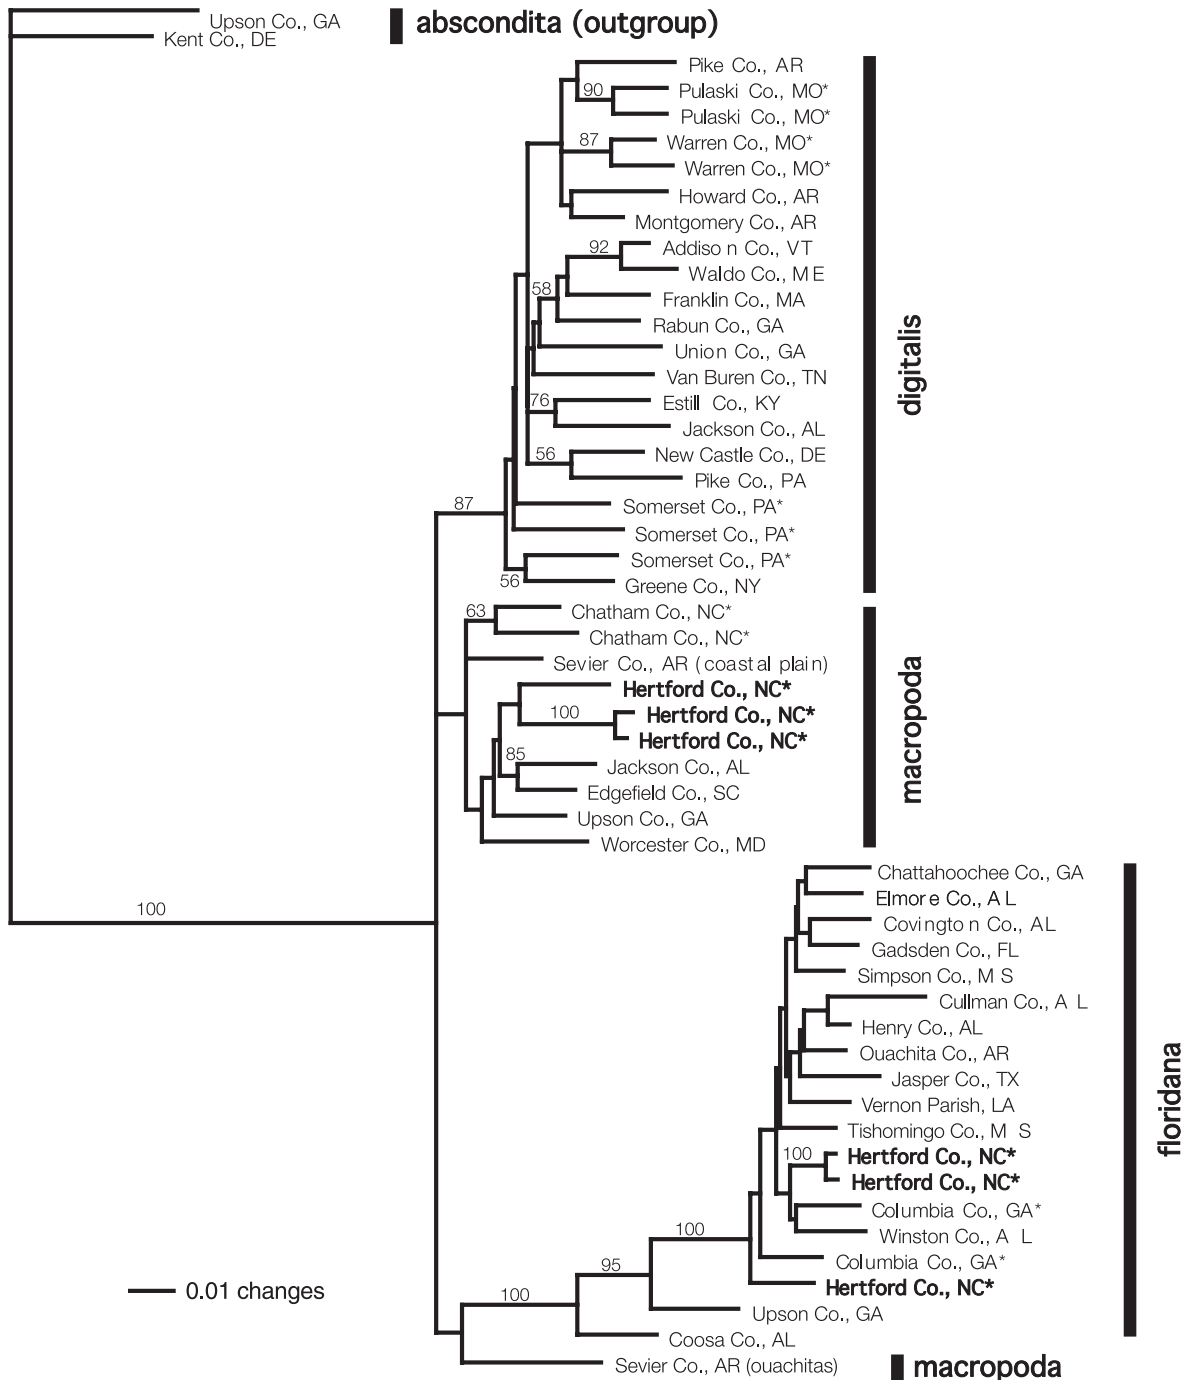 Upson Co., GA
Kent Co., DE
abscondita (outgroup)
Pike Co., AR
90
Pulaski Co., MO*
Pulaski Co., MO*
87
Warren Co., MO*
Warren Co., MO*
Howard Co., AR
Montgomery Co., AR
92
Addison Co., VT
Waldo Co., ME
58
Franklin Co., MA
Rabun Co., GA
Union Co., GA
Van Buren Co., TN
76
Estill Co., KY
Jackson Co., AL
56
New Castle Co., DE
Pike Co., PA
87
Somerset Co., PA*
Somerset Co., PA*
Somerset Co., PA*
56
Greene Co., NY
digitalis
63
Chatham Co., NC*
Chatham Co., NC*
Sevier Co., AR (coastal plain)
Hertford Co., NC*
100
Hertford Co., NC*
Hertford Co., NC*
85
Jackson Co., AL
Edgefield Co., SC
Upson Co., GA
Worcester Co., MD
macropoda
100
Chattahoochee Co., GA
Elmore Co., AL
Covington Co., AL
Gadsden Co., FL
Simpson Co., MS
Cullman Co., AL
Henry Co., AL
Ouachita Co., AR
Jasper Co., TX
Vernon Parish, LA
Tishomingo Co., MS
100
Hertford Co., NC*
Hertford Co., NC*
Columbia Co., GA*
Winston Co., AL
100
Columbia Co., GA*
95
Hertford Co., NC*
100
Upson Co., GA
Coosa Co., AL
floridana
Sevier Co., AR (ouachitas)
macropoda
0.01 changes